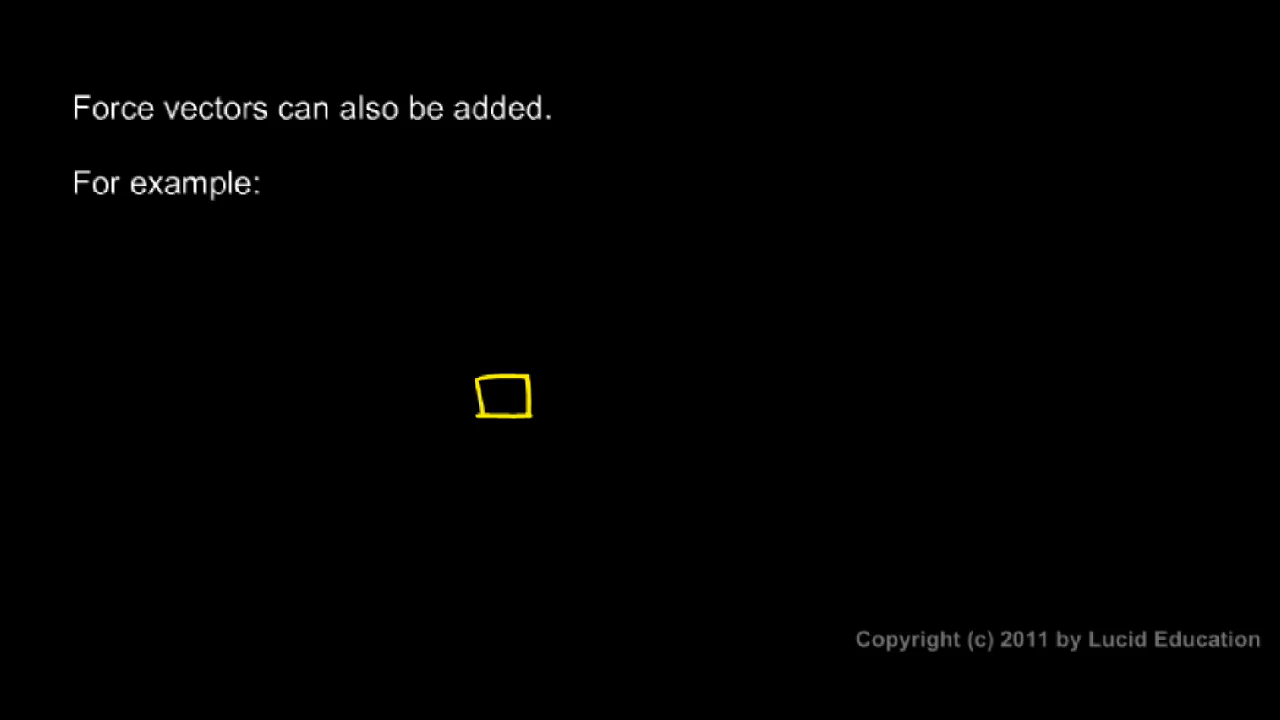 Force vectors can also be added.
For example:
Copyright (c) 2011 by Lucid Education